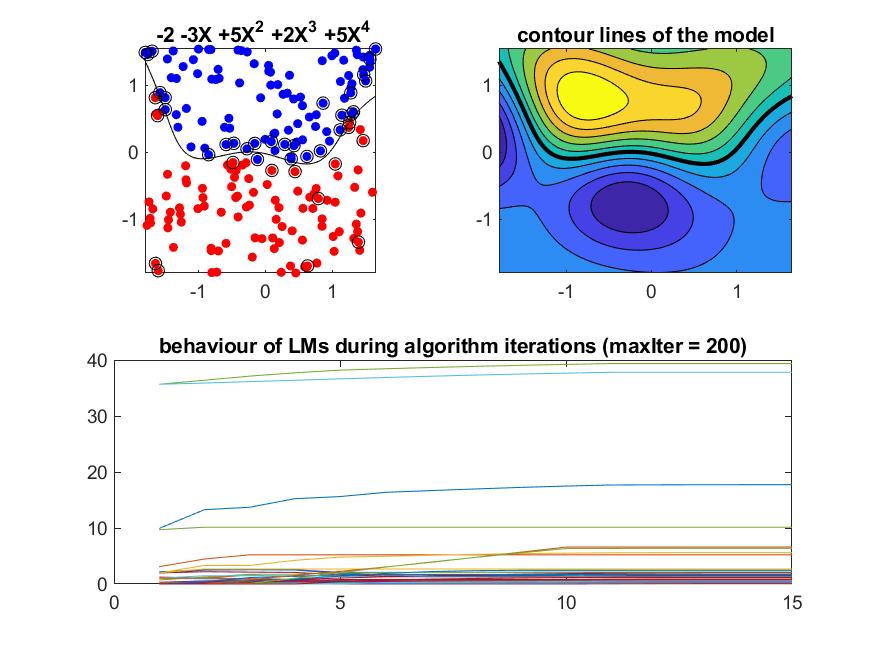 -2 -3X +5X² +2X³ +5X⁴
1
0
-1
-1 0 1
contour lines of the model
1
0
-1
-1 0 1
behaviour of LMs during algorithm iterations (maxIter = 200)
40
30
20
10
0
0 5 10 15